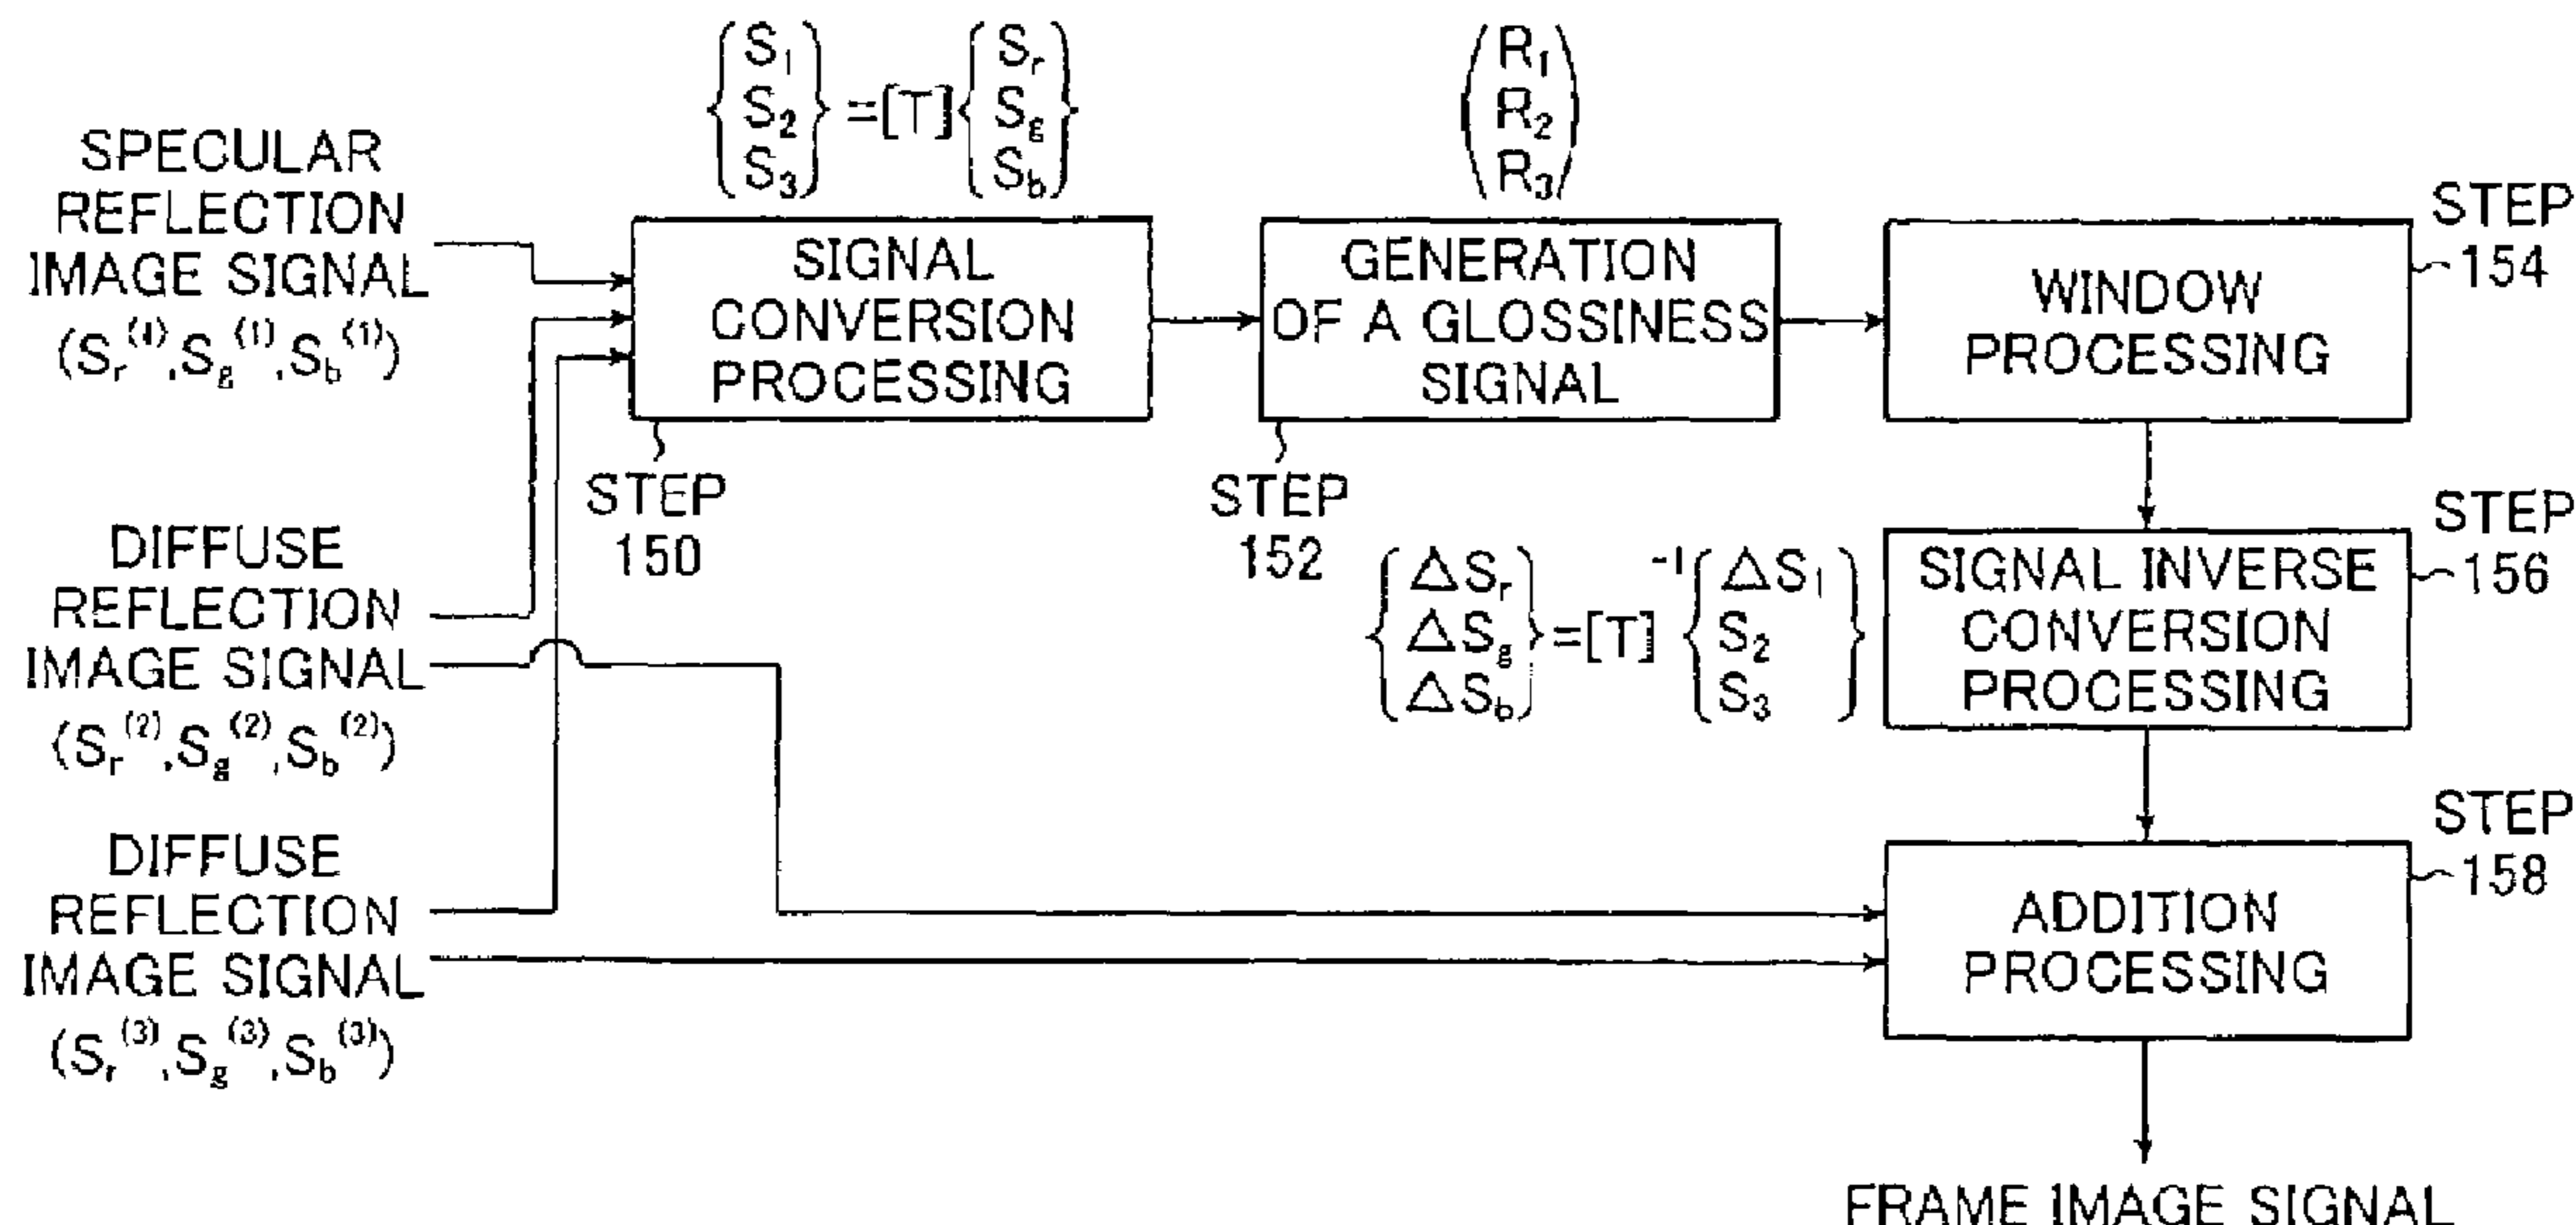 SPECULAR
REFLECTION
IMAGE SIGNAL
(Sr(1),Sg(1),Sb(1))
DIFFUSE
REFLECTION
IMAGE SIGNAL
(Sr(2),Sg(2),Sb(2))
DIFFUSE
REFLECTION
IMAGE SIGNAL
(Sr(3),Sg(3),Sb(3))
{S1 S2 S3} =[T] {Sr Sg Sb}
SIGNAL
CONVERSION
PROCESSING
STEP
150
(R1 R2 R3)
GENERATION
OF A GLOSSINESS
SIGNAL
STEP
152
WINDOW
PROCESSING
STEP
154
{ΔSr ΔSg ΔSb} =[T]-1 {ΔS1 S2 S3}
SIGNAL INVERSE
CONVERSION
PROCESSING
STEP
156
ADDITION
PROCESSING
STEP
158
FRAME IMAGE SIGNAL